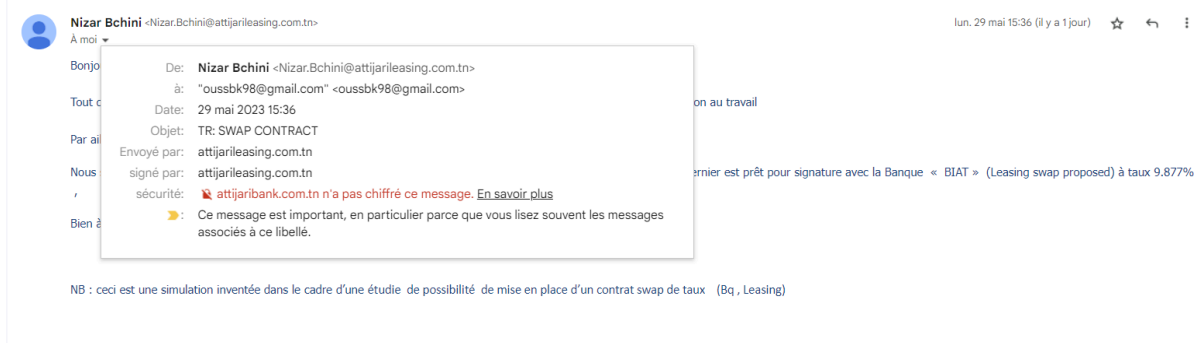 Nizar Bchini <Nizar.Bchini@attijarileasing.com.tn>
lun. 29 mai 15:36 (il y a 1 jour)
À moi
Bonjo
De: Nizar Bchini <Nizar.Bchini@attijarileasing.com.tn>
à: "oussbk98@gmail.com" <oussbk98@gmail.com>
Tout
on au travail
Date: 29 mai 2023 15:36
Objet: TR: SWAP CONTRACT
Par ail
Envoyé par: attijarileasing.com.tn
signé par: attijarileasing.com.tn
Nous
ernier est prêt pour signature avec la Banque « BIAT » (Leasing swap proposed) à taux 9.877%
,
sécurité: attijaribank.com.tn n'a pas chiffré ce message. En savoir plus
: Ce message est important, en particulier parce que vous lisez souvent les messages
associés à ce libellé.
Bien à
NB : ceci est une simulation inventée dans le cadre d'une étude de possibilité de mise en place d'un contrat swap de taux (Bq , Leasing)